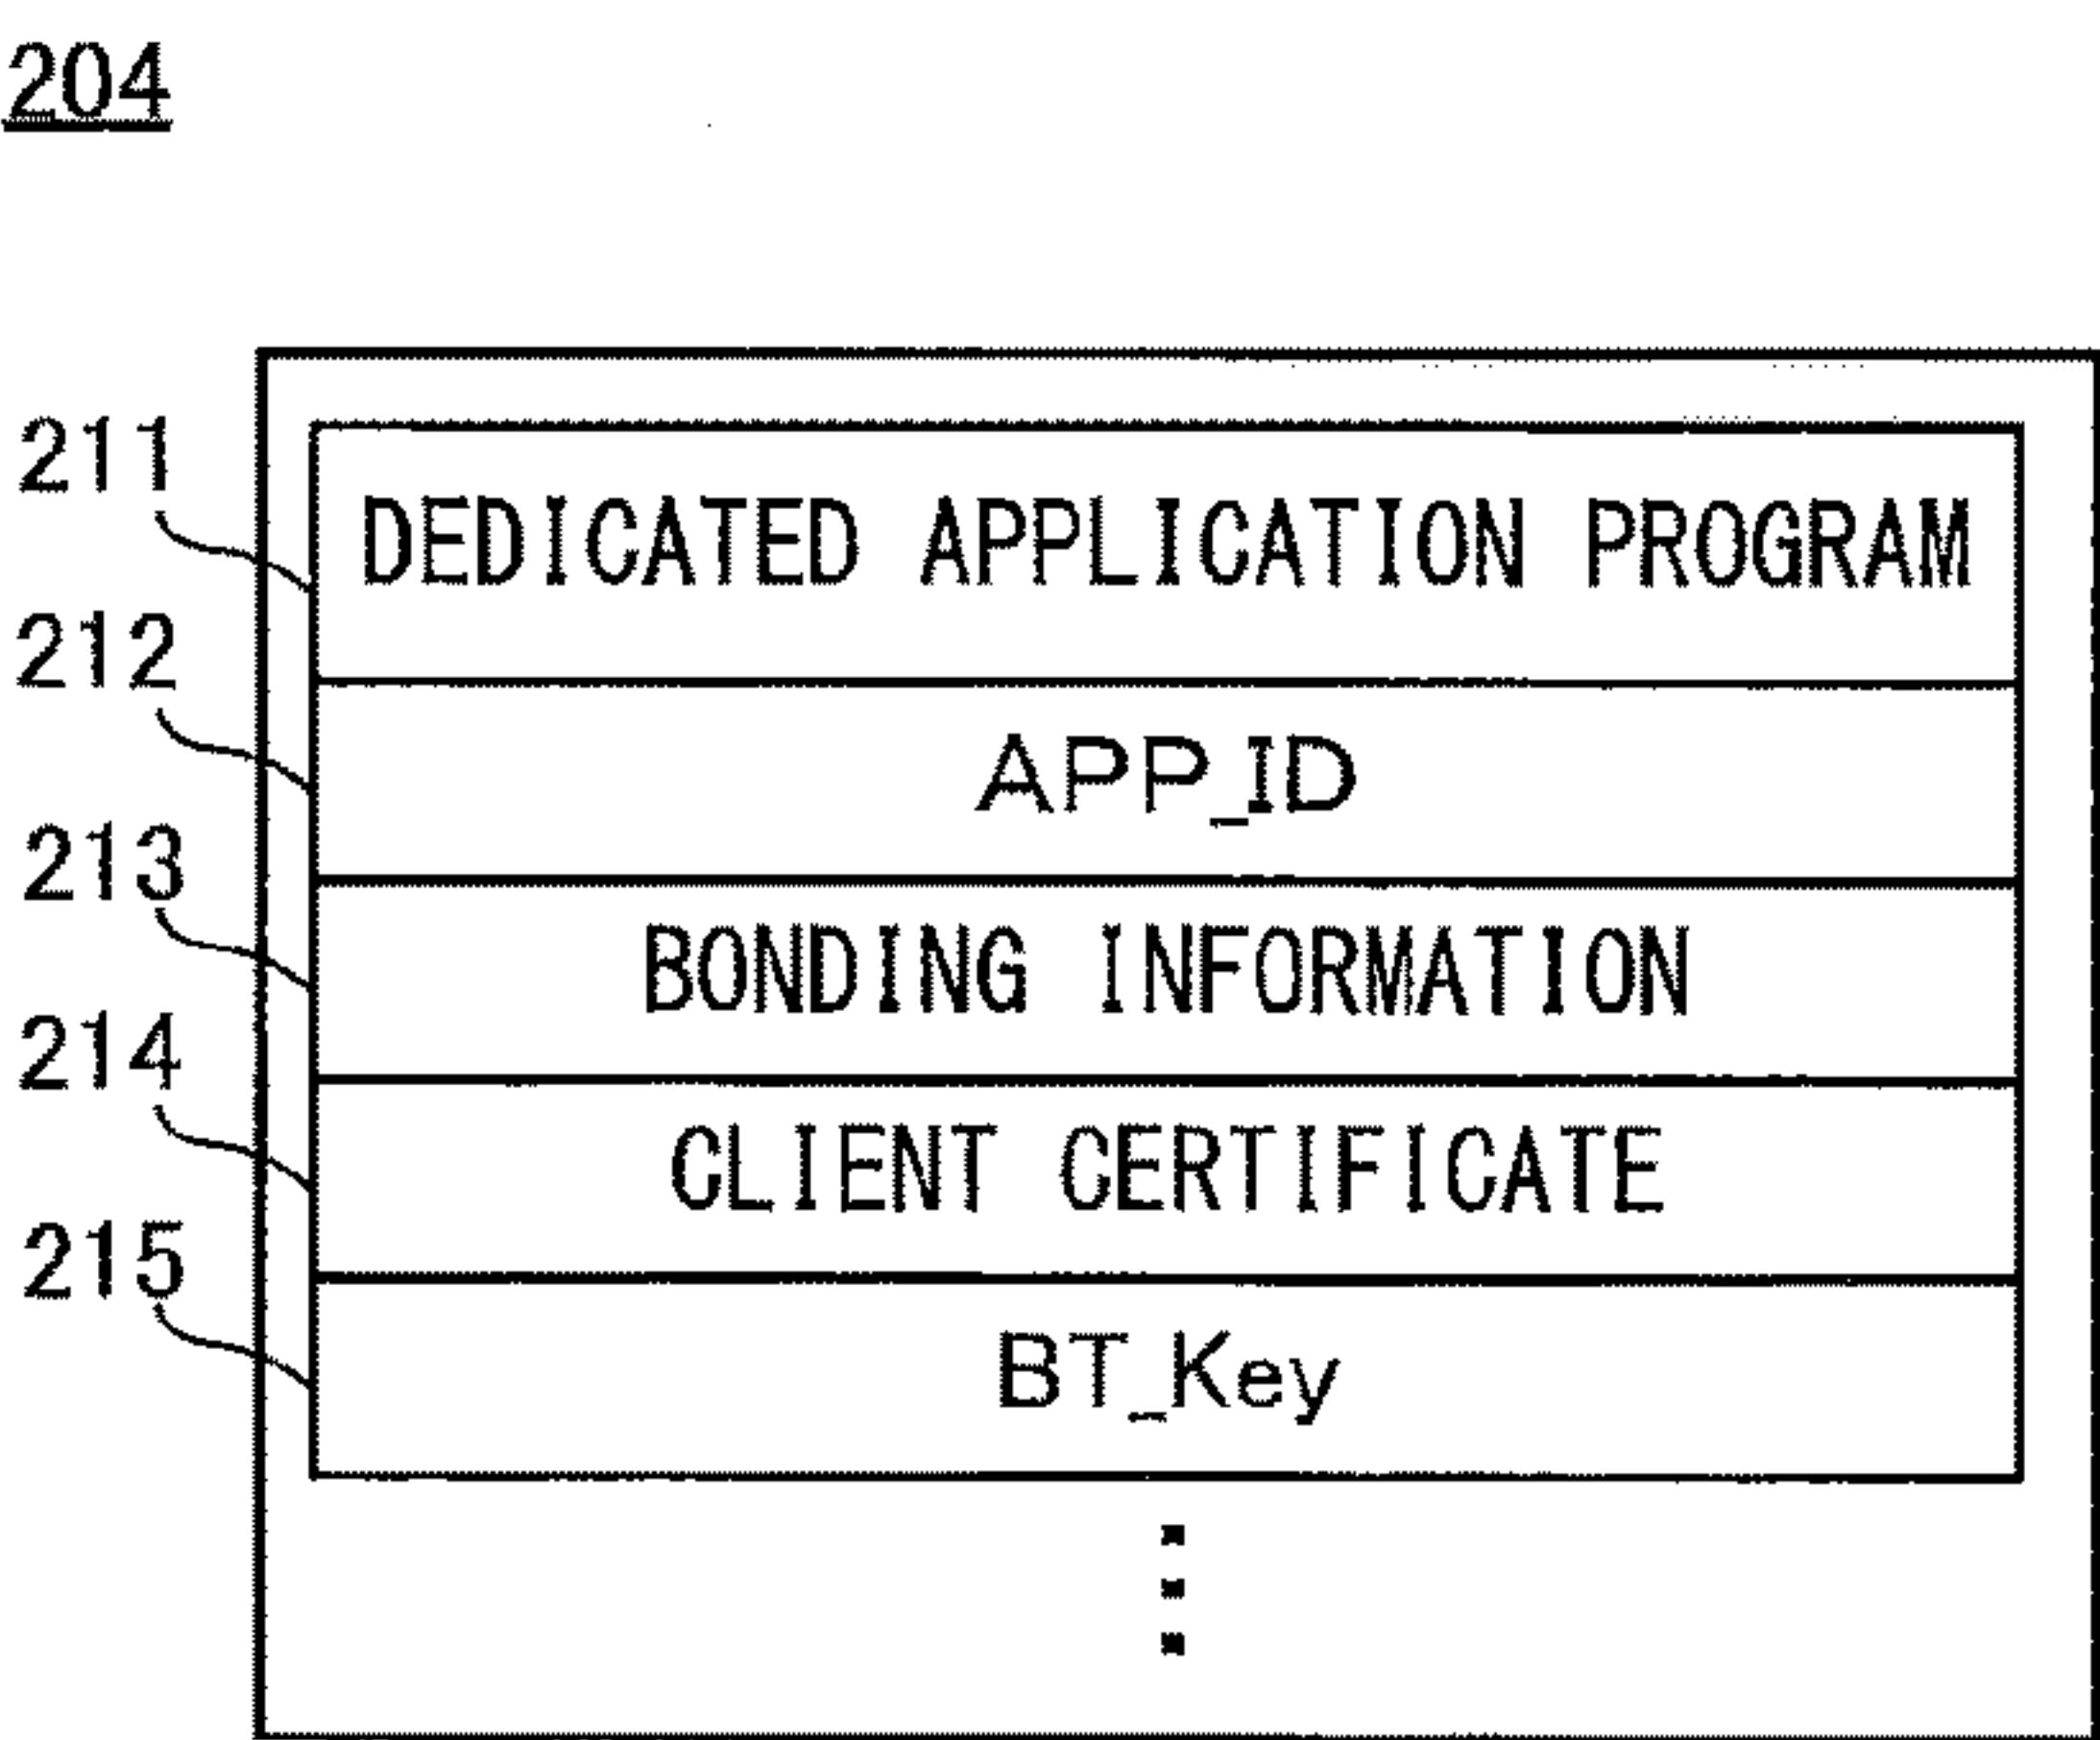 204
211
DEDICATED APPLICATION PROGRAM
212
APP_ID
213
BONDING INFORMATION
214
CLIENT CERTIFICATE
215
BT_Key